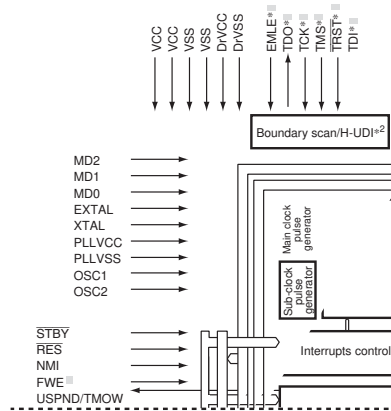 VCC
VCC
VSS
VSS
DrVCC
DrVSS
EMLE*
TDO*
TCK*
TMS*
TRST*
TDI*
Boundary scan/H-UDI*2
MD2
MD1
MD0
EXTAL
XTAL
PLLVCC
PLLVSS
OSC1
OSC2
Main clock
pulse
generator
Sub-clock
pulse
generator
STBY
RES
NMI
FWE
USPND/TMOW
Interrupts control